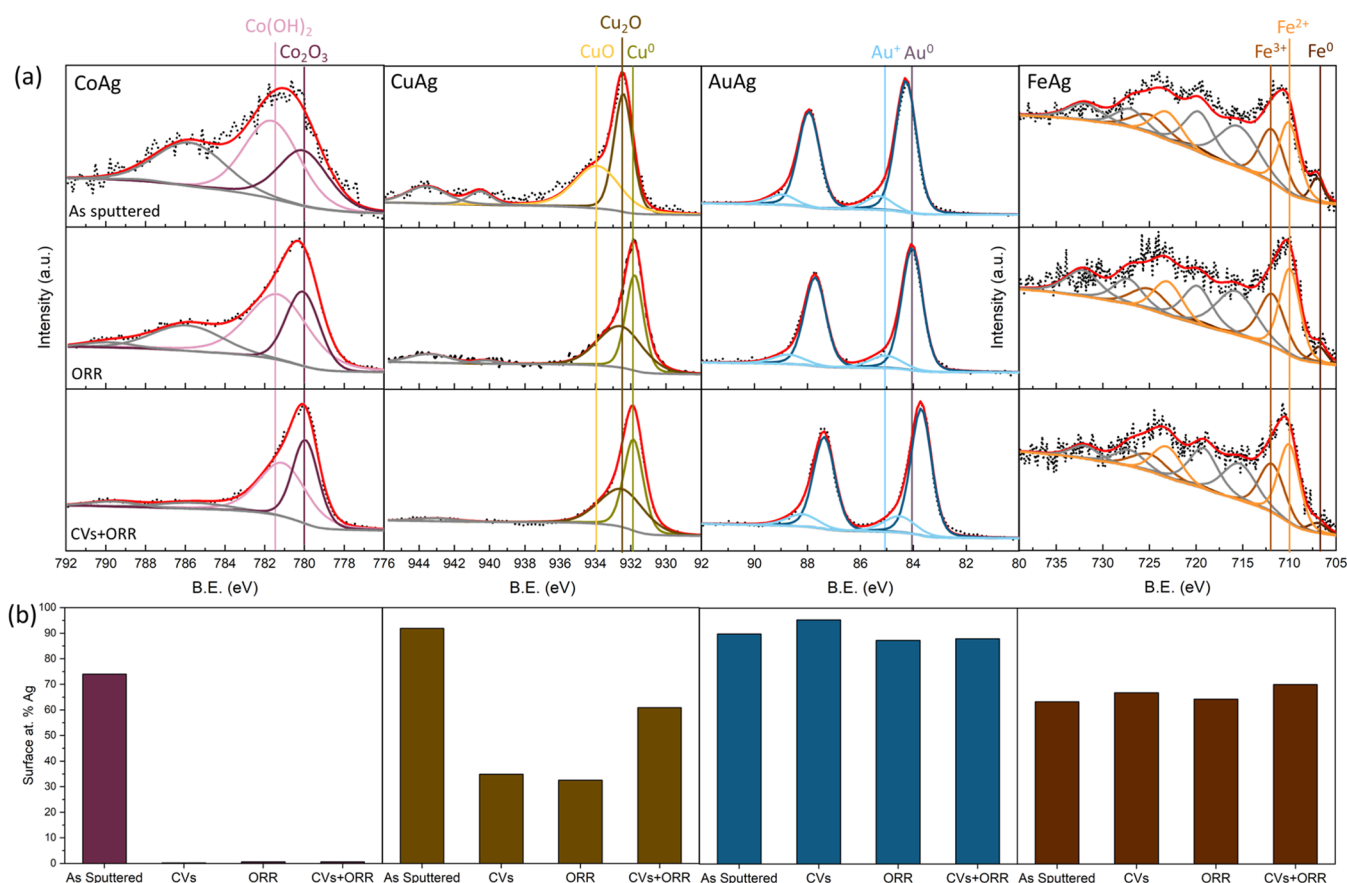 Co(OH)₂
Co₂O₃
CuO
Cu₂O
Cu⁰
Au⁺
Au⁰
Fe³⁺
Fe²⁺
Fe⁰
(a)
CoAg
CuAg
AuAg
FeAg
As sputtered
ORR
CVs+ORR
Intensity (a.u.)
Intensity (a.u.)
792 790 788 786 784 782 780 778 776
944 942 940 938 936 934 932 930
92 90 88 86 84 82 80
735 730 725 720 715 710 705
B.E. (eV)
B.E. (eV)
B.E. (eV)
B.E. (eV)
(b)
Surface at. % Ag
100
90
80
70
60
50
40
30
20
10
0
As Sputtered CVs ORR CVs+ORR
As Sputtered CVs ORR CVs+ORR
As Sputtered CVs ORR CVs+ORR
As Sputtered CVs ORR CVs+ORR